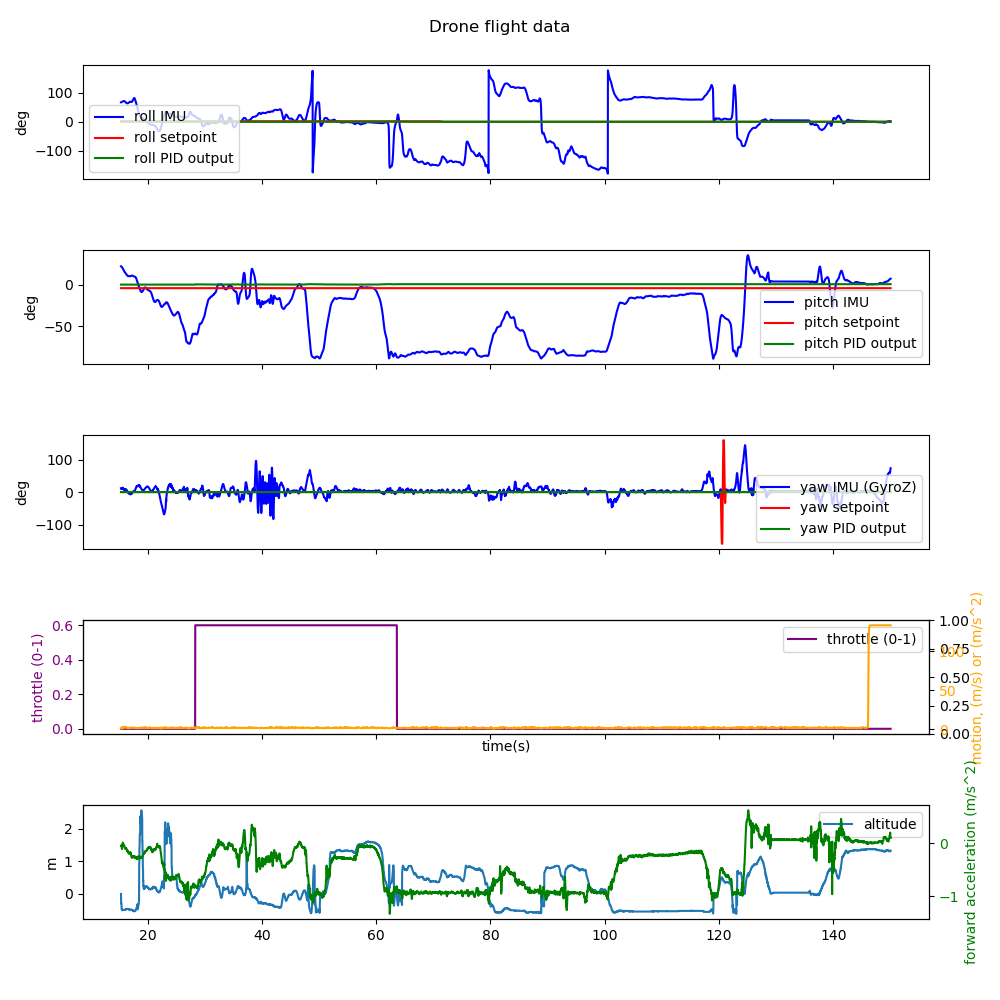 Drone flight data
deg
100
0
−100
roll IMU
roll setpoint
roll PID output
deg
0
−50
pitch IMU
pitch setpoint
pitch PID output
deg
100
0
−100
yaw IMU (GyroZ)
yaw setpoint
yaw PID output
throttle (0-1)
0.6
0.4
0.2
0.0
throttle (0-1)
1.00
0.75
0.50
0.25
0.00
100
50
0
motion, (m/s) or (m/s^2)
time(s)
m
2
1
0
altitude
0
−1
forward acceleration (m/s^2)
20 40 60 80 100 120 140